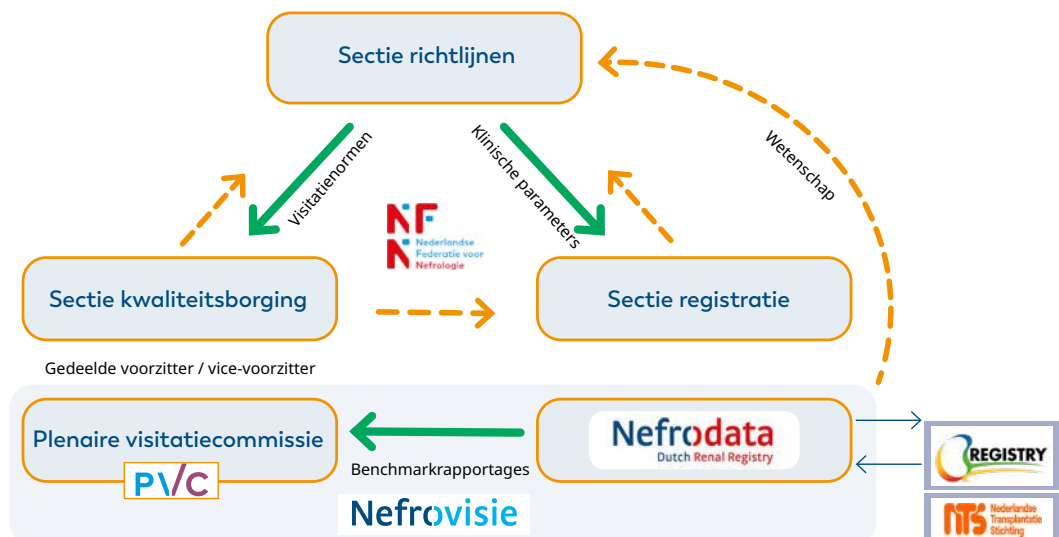 Sectie richtlijnen
Visitatienormen
Klinische parameters
Wetenschap
NF
N
Nederlandse
Federatie voor
Nefrologie
Sectie kwaliteitsborging
Sectie registratie
Gedeelde voorzitter / vice-voorzitter
Plenaire visitatiecommissie
PVC
Benchmarkrapportages
Nefrovisie
Nefrodata
Dutch Renal Registry
REGISTRY
NTS
Nederlandse
Transplantatie
Stichting